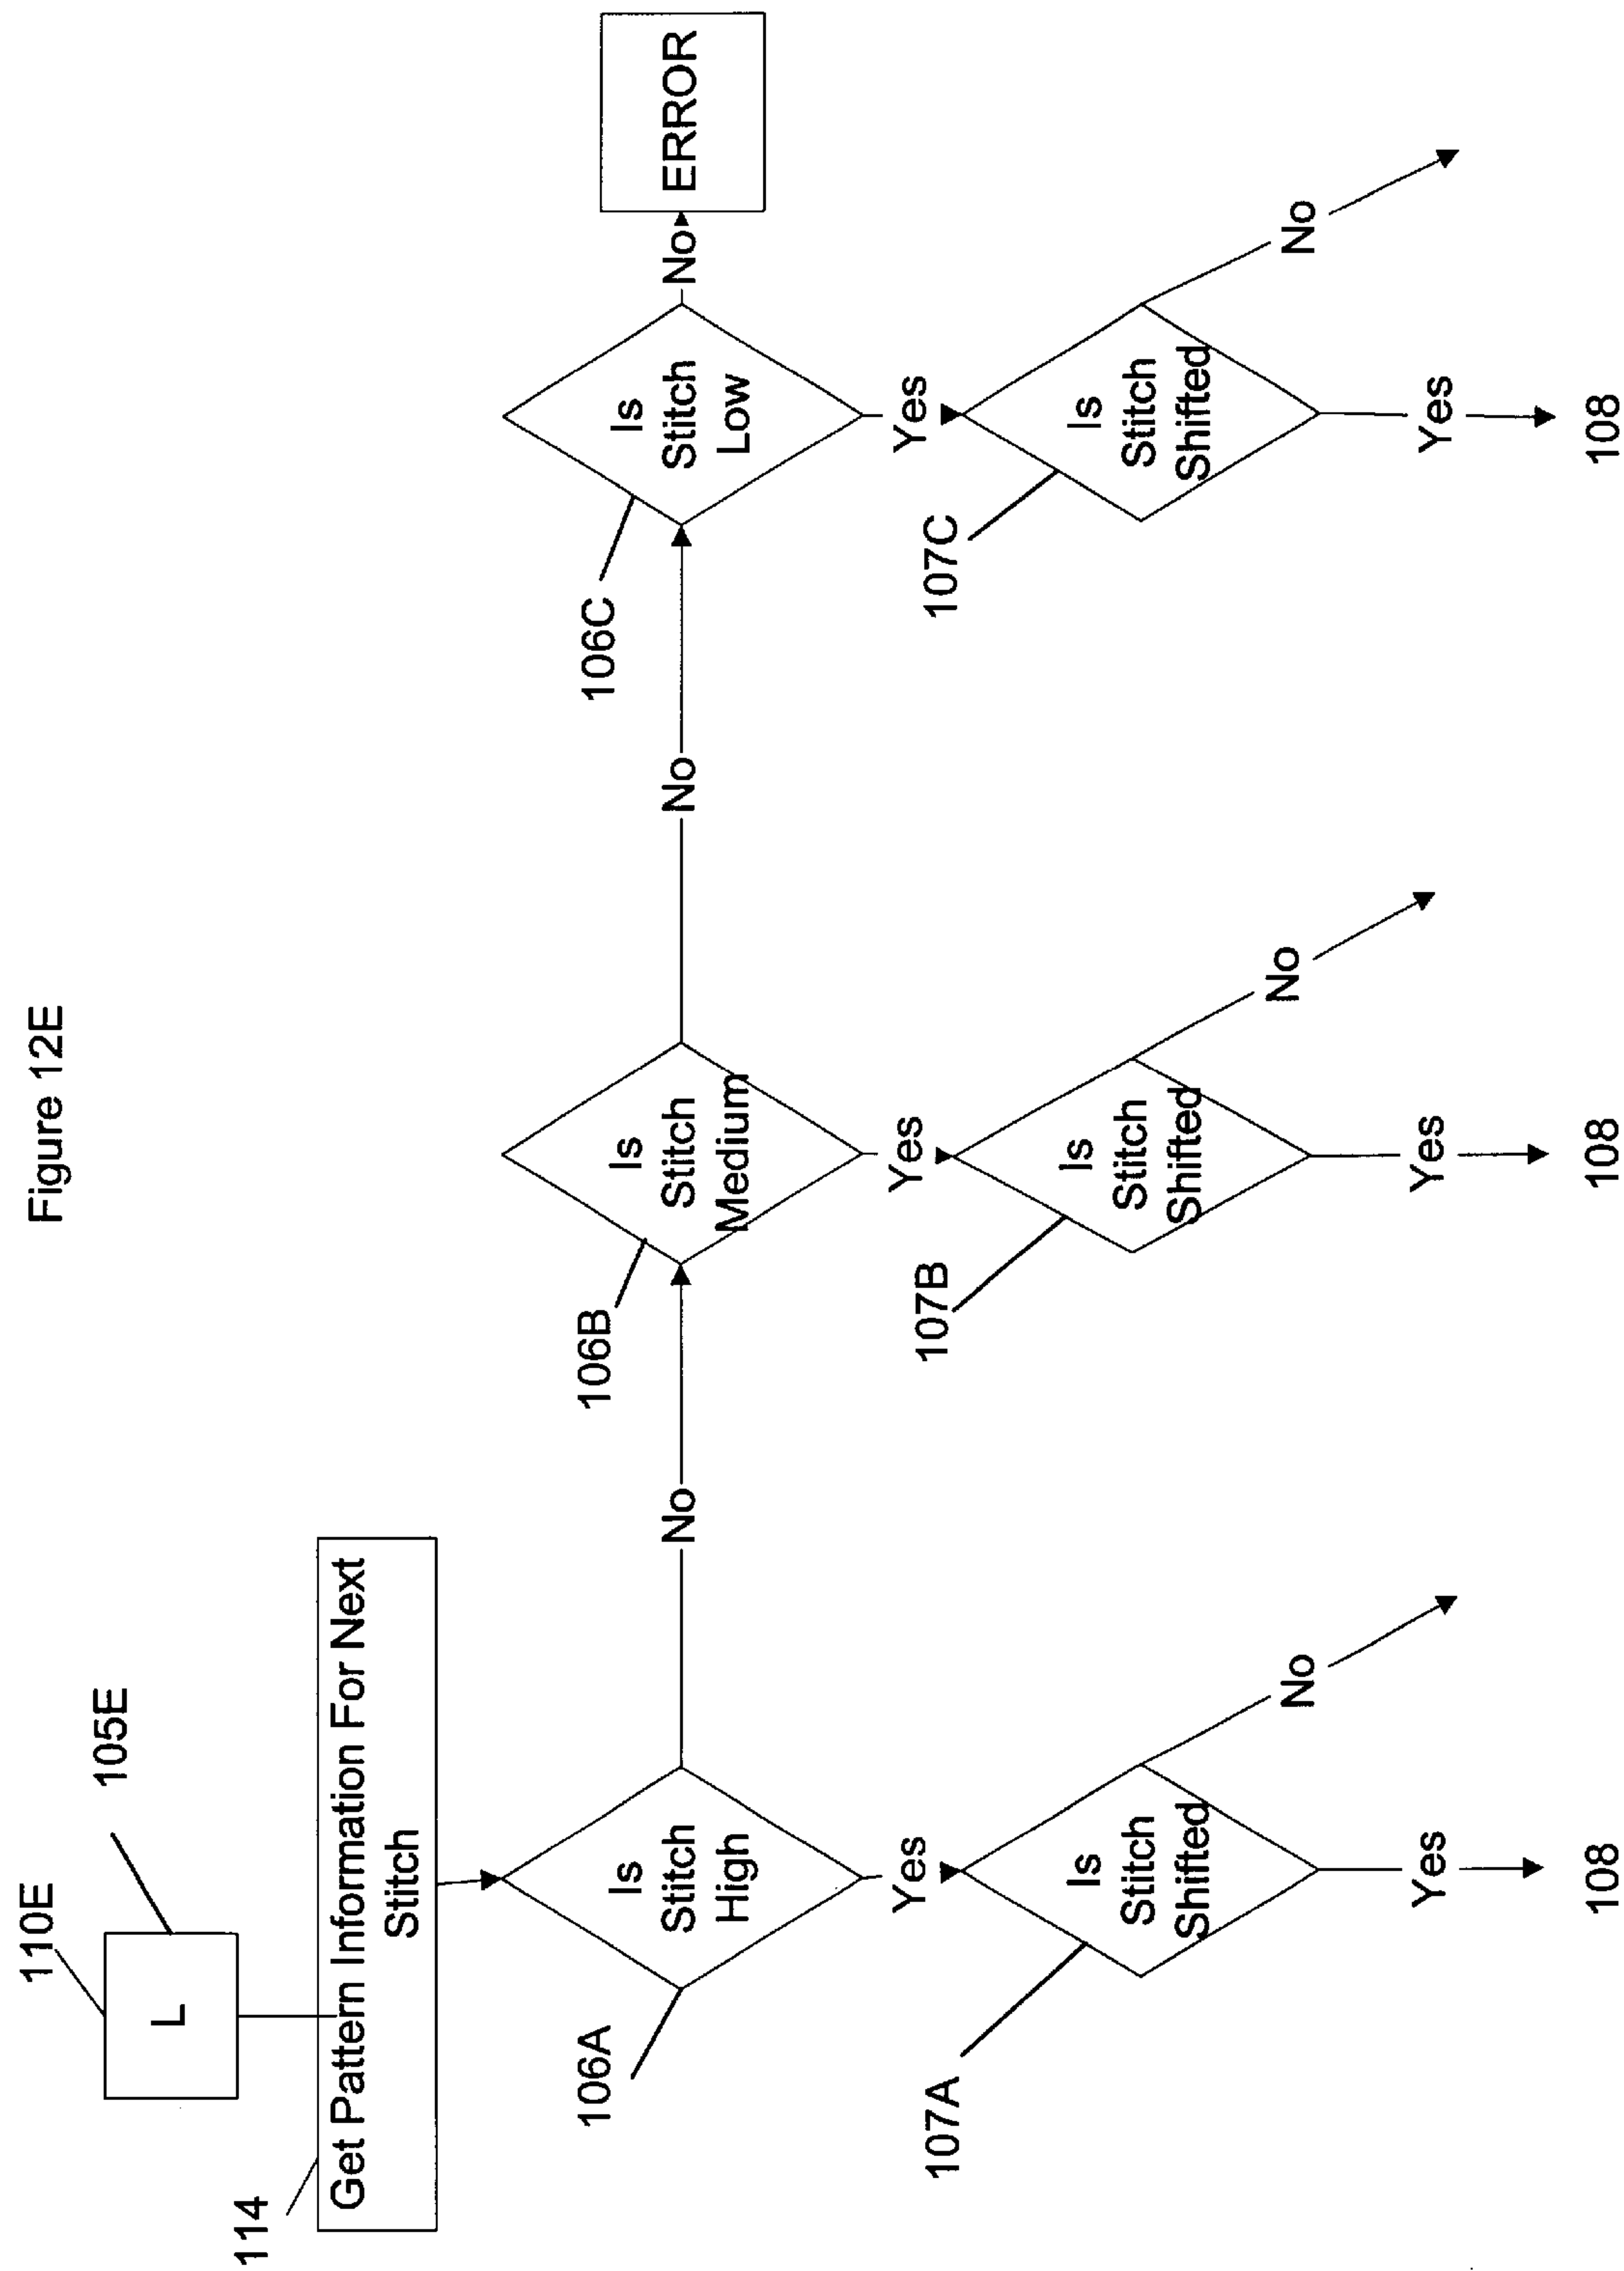 Figure 12E
110E
105E
L
114
Get Pattern Information For Next
Stitch
106A
Is
Stitch
High
No
106B
Is
Stitch
Medium
No
106C
Is
Stitch
Low
No
ERROR
Yes
Yes
Yes
107A
Is
Stitch
Shifted
No
107B
Is
Stitch
Shifted
No
107C
Is
Stitch
Shifted
No
Yes
Yes
Yes
108
108
108